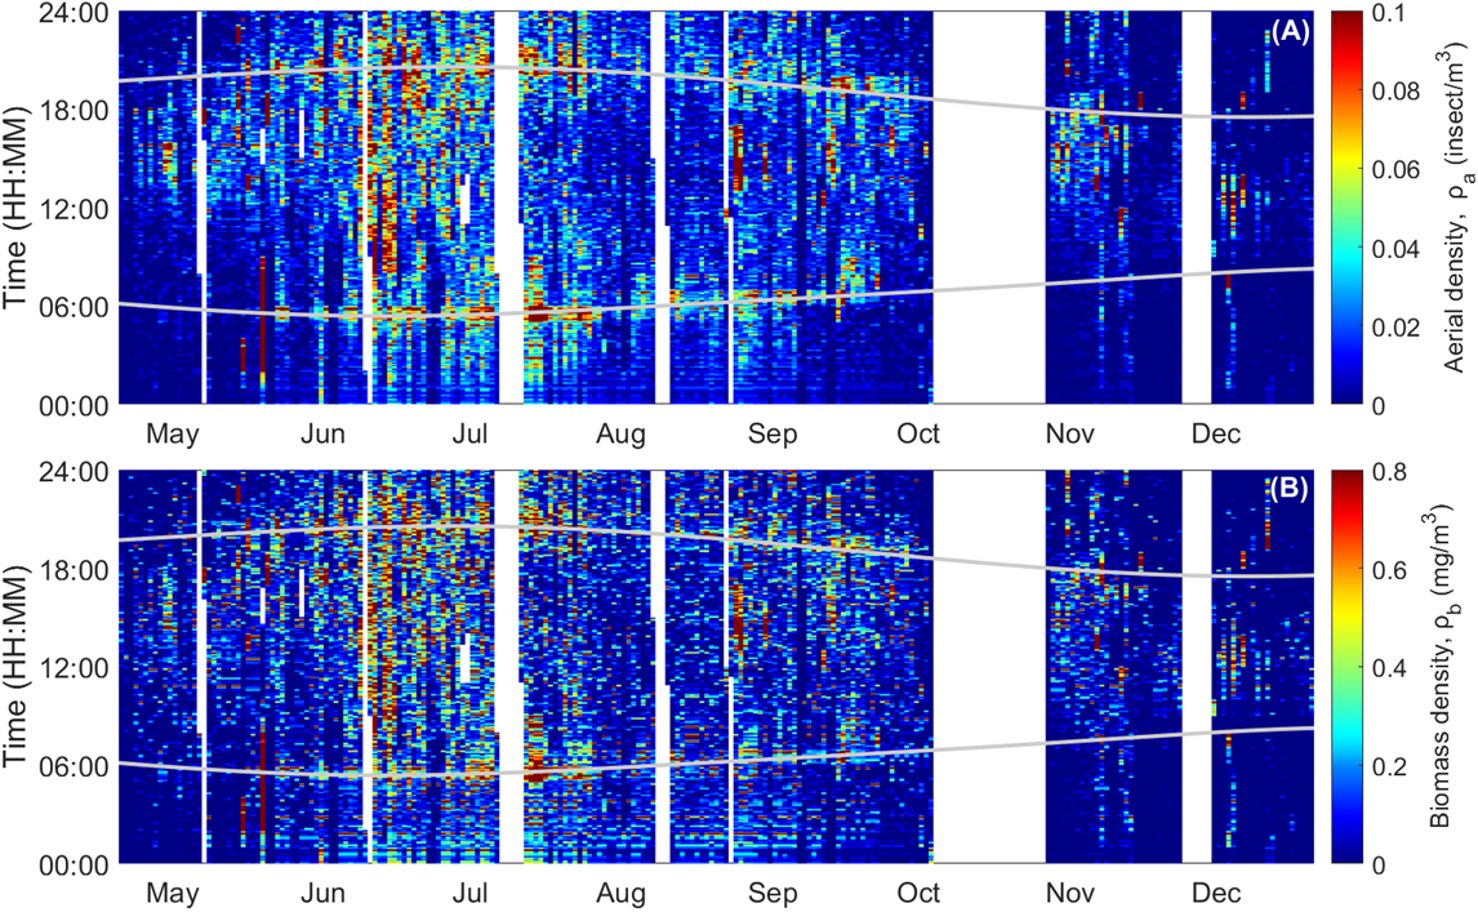 24:00
18:00
12:00
06:00
00:00
Time (HH:MM)
(A)
May Jun Jul Aug Sep Oct Nov Dec
0.1
0.08
0.06
0.04
0.02
0
Aerial density, ρa (insect/m3)
24:00
18:00
12:00
06:00
00:00
Time (HH:MM)
(B)
May Jun Jul Aug Sep Oct Nov Dec
0.8
0.6
0.4
0.2
0
Biomass density, ρb (mg/m3)